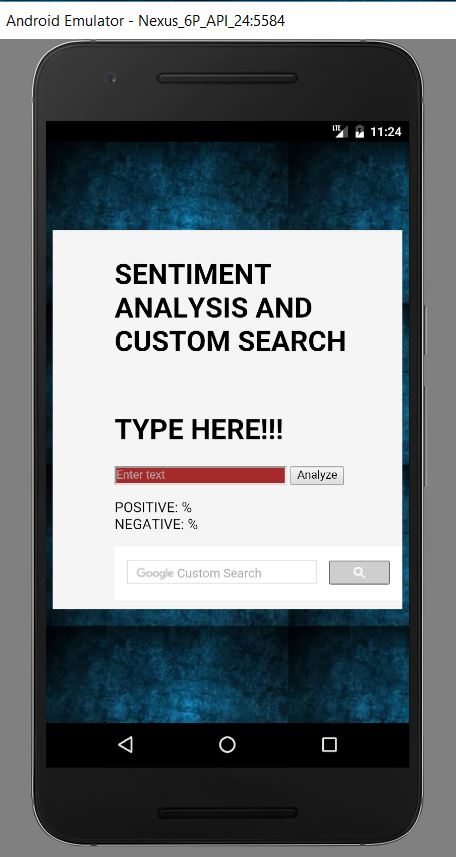 Android Emulator - Nexus_6P_API_24:5584
LTE 11:24
SENTIMENT
ANALYSIS AND
CUSTOM SEARCH
TYPE HERE!!!
Enter text Analyze
POSITIVE: %
NEGATIVE: %
Google Custom Search